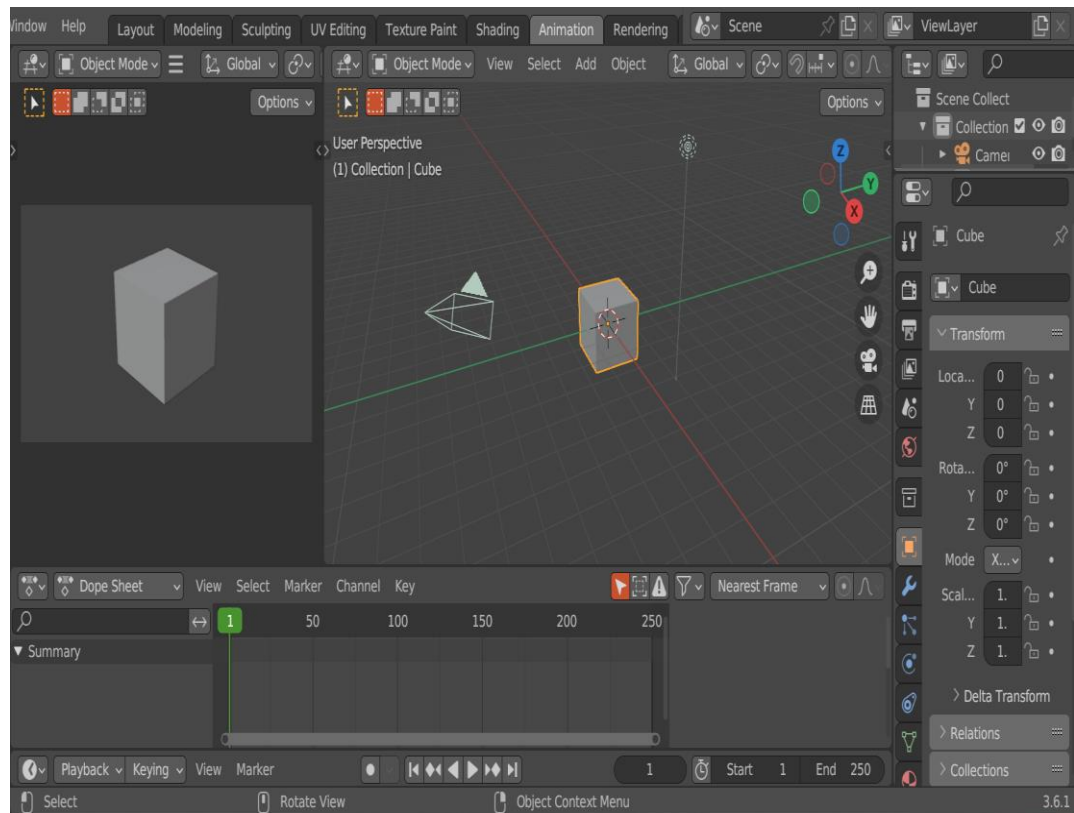 Window Help Layout Modeling Sculpting UV Editing Texture Paint Shading Animation Rendering Scene ViewLayer
Object Mode Global Object Mode View Select Add Object Global
Options Options
User Perspective
(1) Collection | Cube
Z
Y
X
Scene Collect
Collection
Camer
Cube
Cube
Transform
Loca... 0
Y 0
Z 0
Rota... 0°
Y 0°
Z 0°
Mode X...
Scal... 1.
Y 1.
Z 1.
Delta Transform
Relations
Collections
Dope Sheet View Select Marker Channel Key Nearest Frame
1 50 100 150 200 250
Summary
Playback Keying View Marker 1 Start 1 End 250
Select Rotate View Object Context Menu 3.6.1